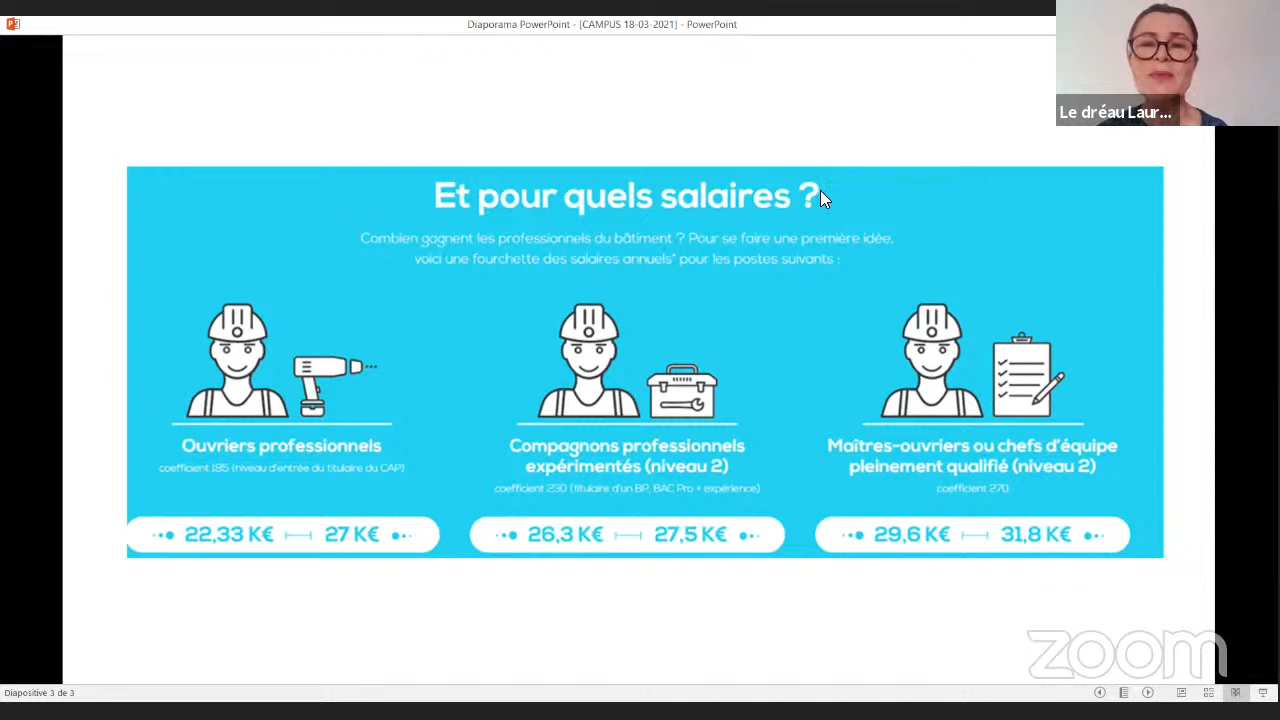 Diaporama PowerPoint - [CAMPUS 18-03-2021] - PowerPoint
Le dréau Laur...
Et pour quels salaires ?
Combien gagnent les professionnels du bâtiment ? Pour se faire une première idée,
voici une fourchette des salaires annuels* pour les postes suivants :
Ouvriers professionnels
coefficient 185 (niveau d'entrée du titulaire du CAP)
22,33 K€ 27 K€
Compagnons professionnels
expérimentés (niveau 2)
coefficient 230 (titulaire d'un BP, BAC Pro + expérience)
26,3 K€ 27,5 K€
Maîtres-ouvriers ou chefs d'équipe
pleinement qualifié (niveau 2)
coefficient 270
29,6 K€ 31,8 K€
zoom
Diapositive 3 de 3